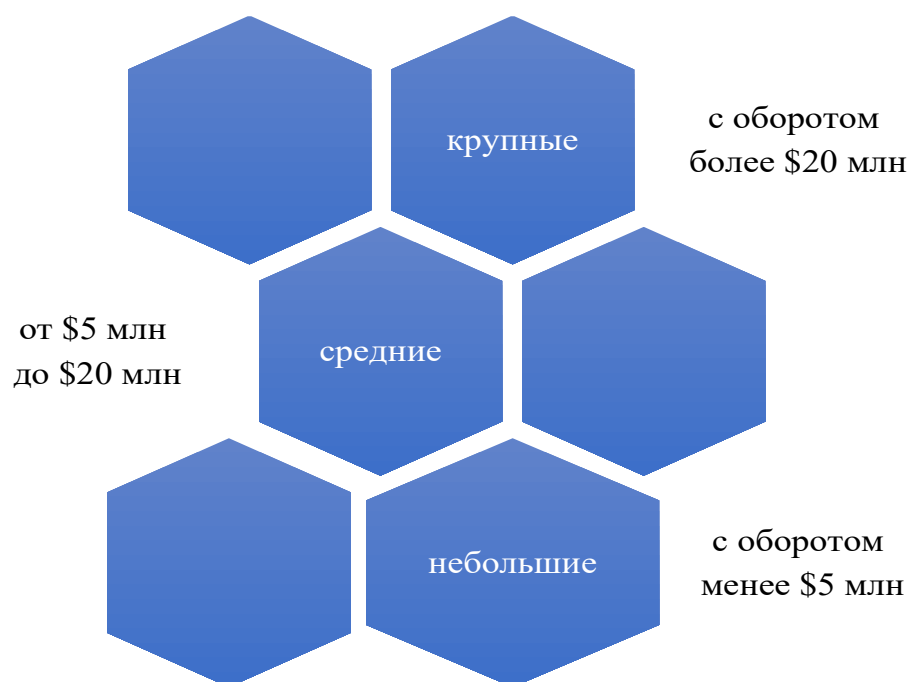 крупные
с оборотом
более $20 млн
от $5 млн
до $20 млн
средние
небольшие
с оборотом
менее $5 млн